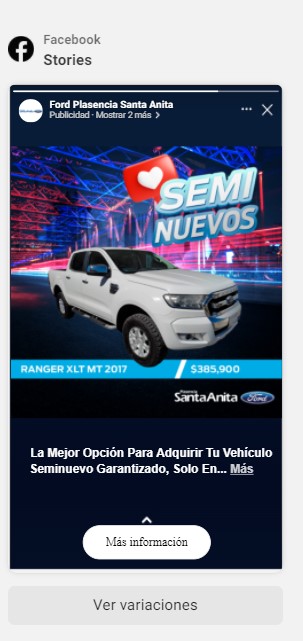 Facebook
Stories
Ford Plasencia Santa Anita
Publicidad · Mostrar 2 más
SEMI
NUEVOS
RANGER XLT MT 2017
$385,900
Plasencia
SantaAnita
Ford
La Mejor Opción Para Adquirir Tu Vehículo
Seminuevo Garantizado, Solo En... Más
Más información
Ver variaciones